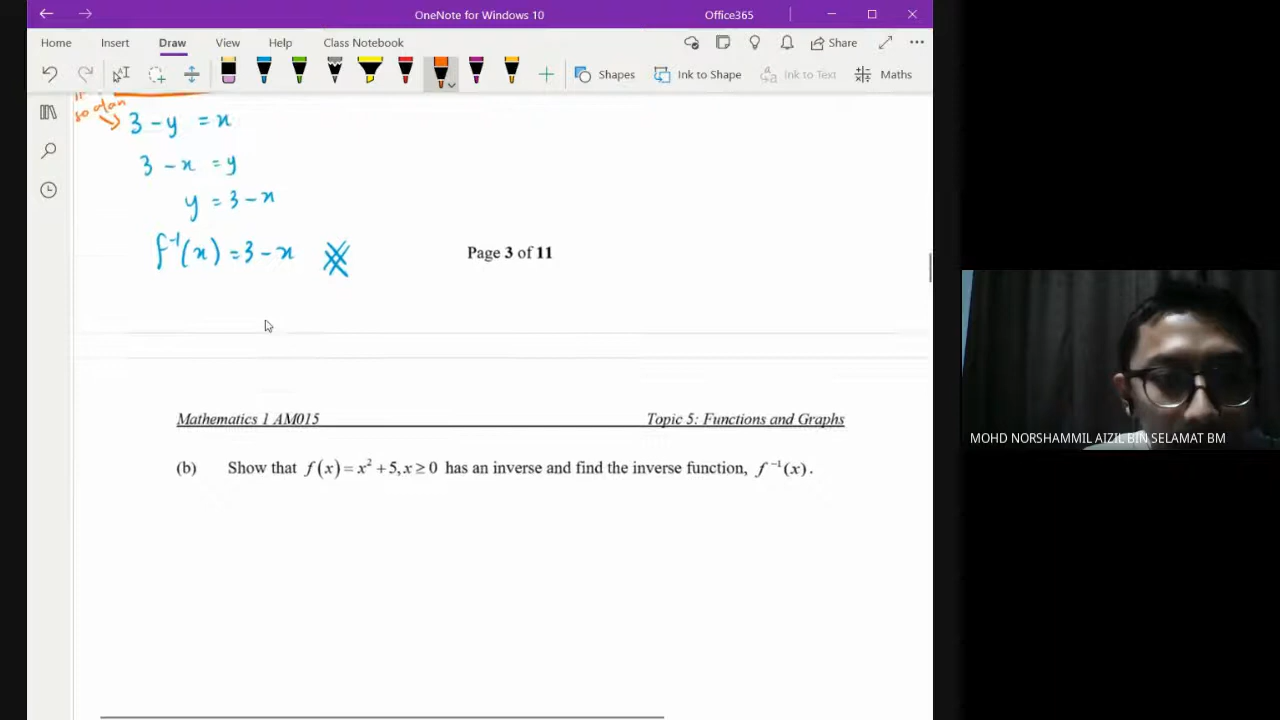 OneNote for Windows 10
Office365
Home Insert Draw View Help Class Notebook
Share
Shapes Ink to Shape Ink to Text Maths
so dan
3 - y = x
3 - x = y
y = 3 - x
f⁻¹(x) = 3 - x
Page 3 of 11
Mathematics 1 AM015 Topic 5: Functions and Graphs
(b) Show that f(x) = x² + 5, x ≥ 0 has an inverse and find the inverse function, f⁻¹(x).
MOHD NORSHAMMIL AIZIL BIN SELAMAT BM